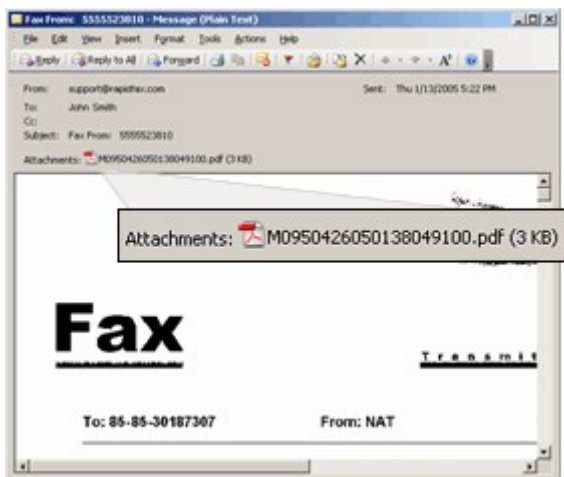 Fax From: 5555523810 - Message (Plain Text)
File Edit View Insert Format Tools Actions Help
Reply Reply to All Forward
From: support@rapidfax.com Sent: Thu 1/13/2005 5:22 PM
To: John Smith
Cc:
Subject: Fax From: 5555523810
Attachments: M0950426050138049100.pdf (3 KB)
Attachments: M0950426050138049100.pdf (3 KB)
Fax
Transmit
To: 85-85-30187307 From: NAT